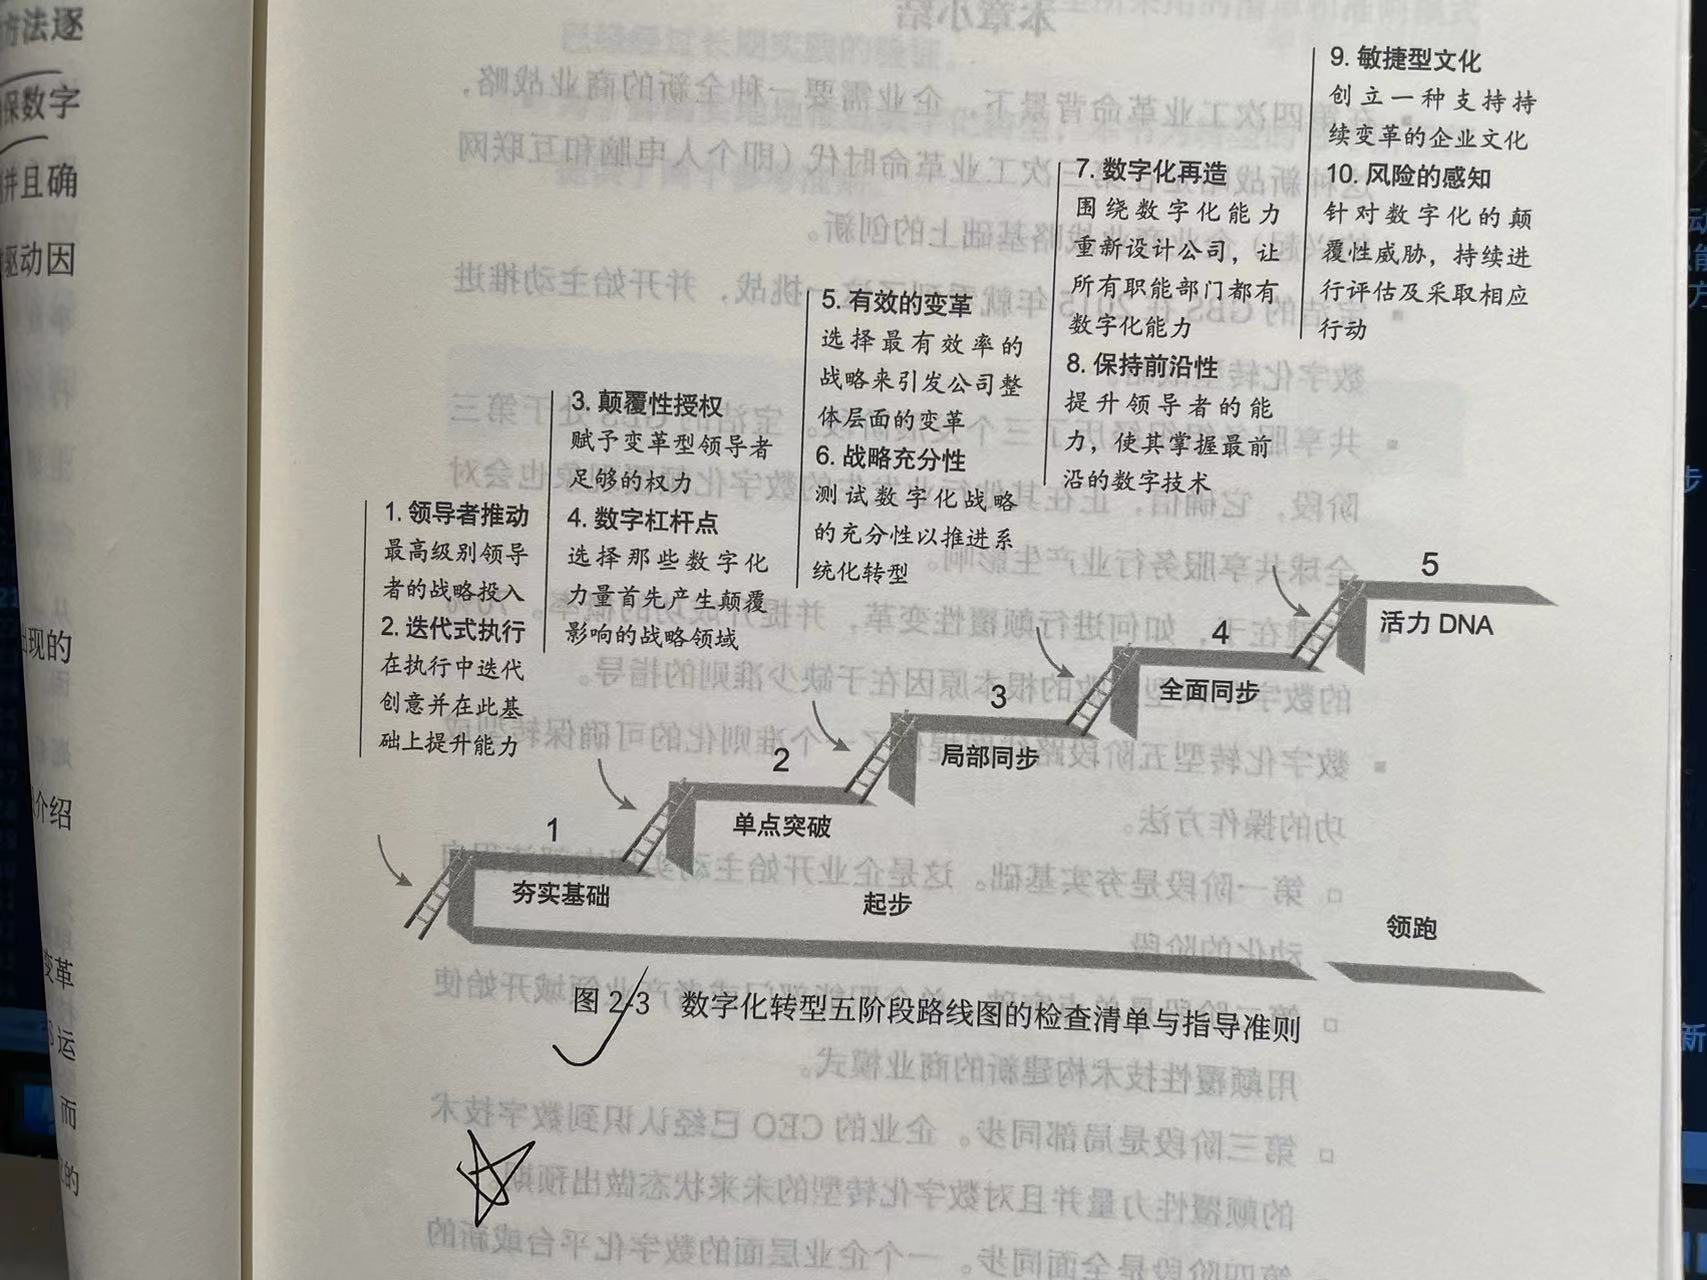 方法逐
保数字
并且确
驱动因
出现的
介绍
变革
运
而
的
1. 领导者推动
最高级别领导
者的战略投入
2. 迭代式执行
在执行中迭代
创意并在此基
础上提升能力
3. 颠覆性授权
赋予变革型领导者
足够的权力
4. 数字杠杆点
选择那些数字化
力量首先产生颠覆
影响的战略领域
5. 有效的变革
选择最有效率的
战略来引发公司整
体层面的变革
6. 战略充分性
测试数字化战略
的充分性以推进系
统化转型
7. 数字化再造
围绕数字化能力
重新设计公司，让
所有职能部门都有
数字化能力
8. 保持前沿性
提升领导者的能
力，使其掌握最前
沿的数字技术
9. 敏捷型文化
创立一种支持持
续变革的企业文化
10. 风险的感知
针对数字化的颠
覆性威胁，持续进
行评估及采取相应
行动
1
夯实基础
2
单点突破
3
局部同步
4
全面同步
5
活力 DNA
起步
领跑
图 2-3 数字化转型五阶段路线图的检查清单与指导准则